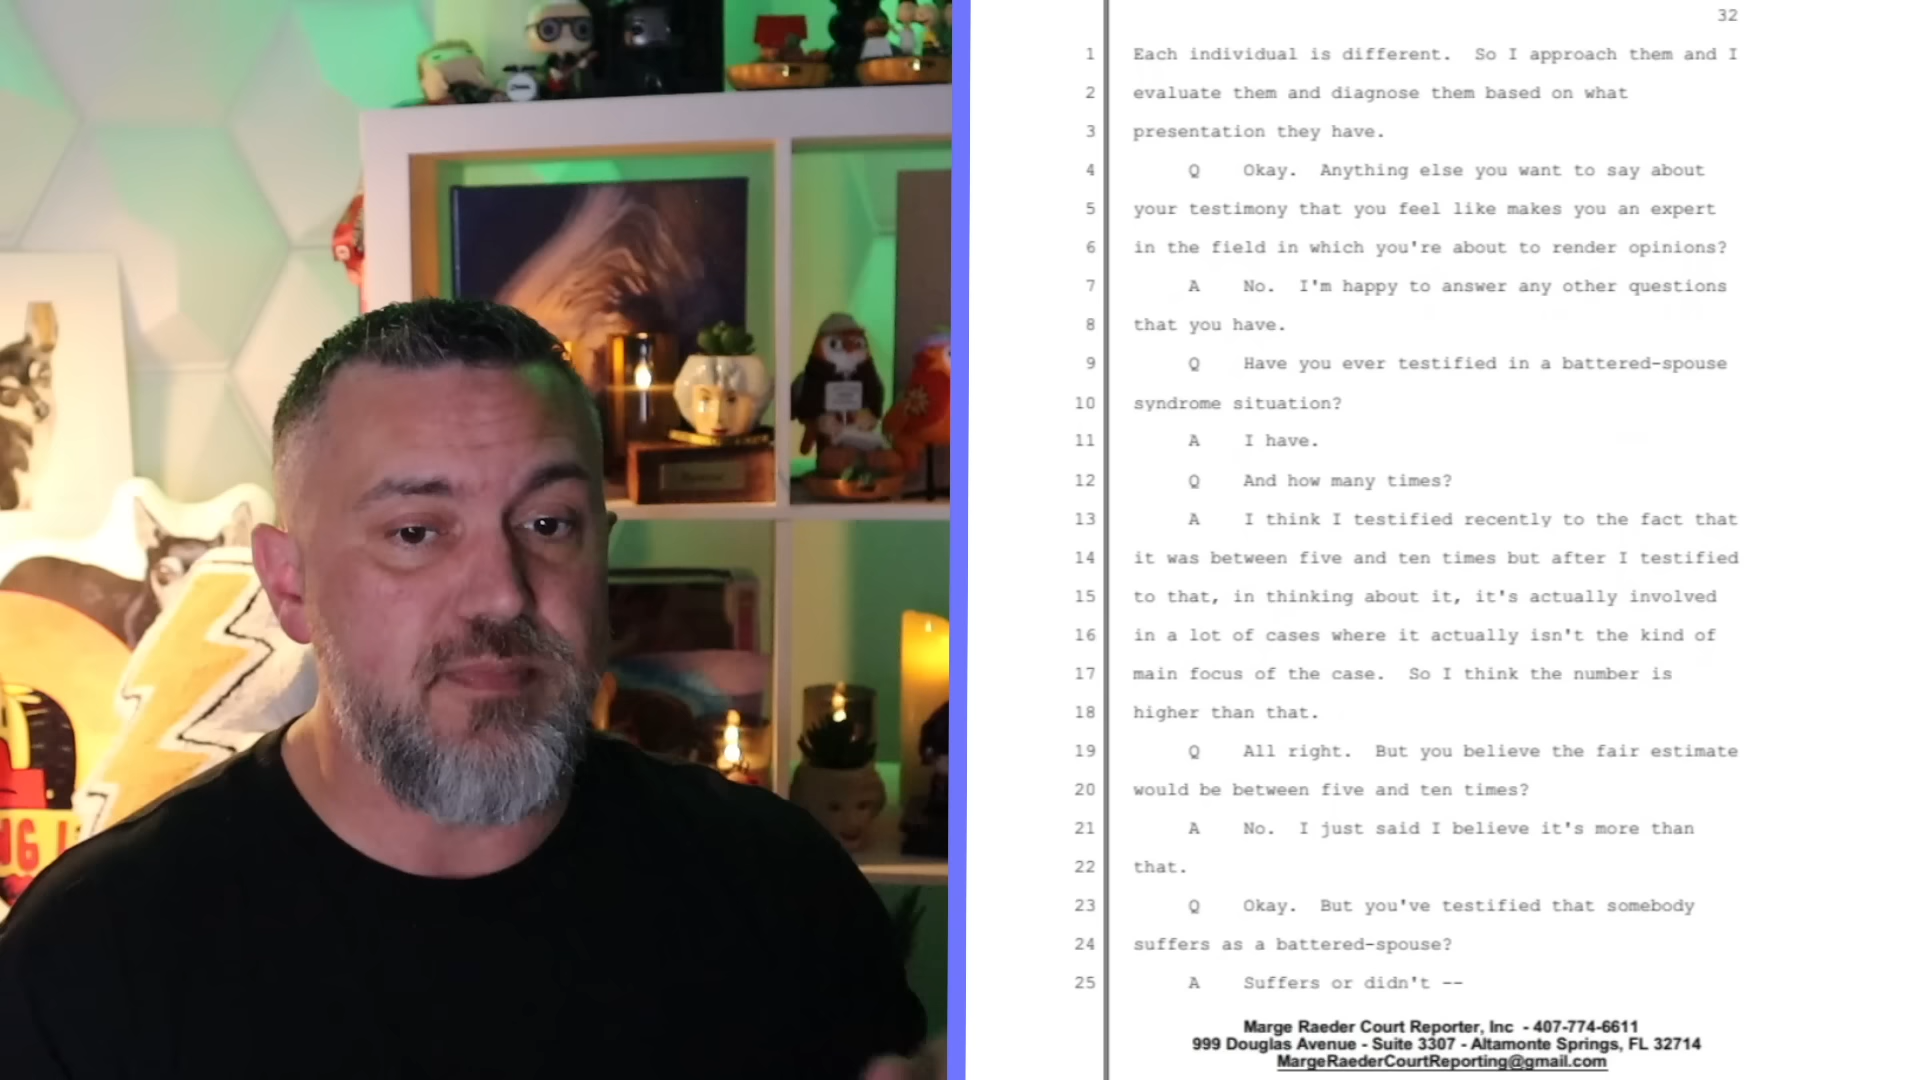 32
1 Each individual is different. So I approach them and I
2 evaluate them and diagnose them based on what
3 presentation they have.
4 Q Okay. Anything else you want to say about
5 your testimony that you feel like makes you an expert
6 in the field in which you're about to render opinions?
7 A No. I'm happy to answer any other questions
8 that you have.
9 Q Have you ever testified in a battered-spouse
10 syndrome situation?
11 A I have.
12 Q And how many times?
13 A I think I testified recently to the fact that
14 it was between five and ten times but after I testified
15 to that, in thinking about it, it's actually involved
16 in a lot of cases where it actually isn't the kind of
17 main focus of the case. So I think the number is
18 higher than that.
19 Q All right. But you believe the fair estimate
20 would be between five and ten times?
21 A No. I just said I believe it's more than
22 that.
23 Q Okay. But you've testified that somebody
24 suffers as a battered-spouse?
25 A Suffers or didn't --
Marge Raeder Court Reporter, Inc - 407-774-6611
999 Douglas Avenue - Suite 3307 - Altamonte Springs, FL 32714
MargeRaederCourtReporting@gmail.com